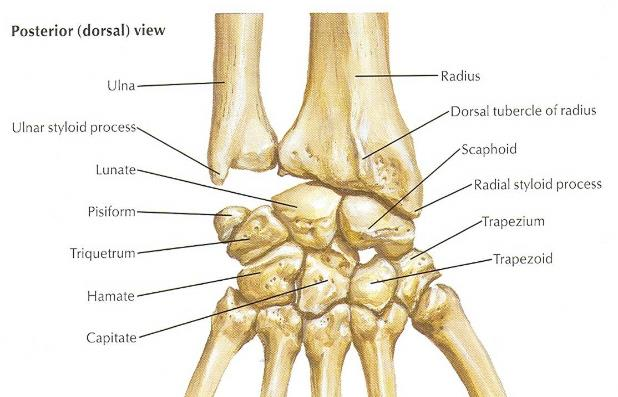 Posterior (dorsal) view
Ulna
Ulnar styloid process
Lunate
Pisiform
Triquetrum
Hamate
Capitate
Radius
Dorsal tubercle of radius
Scaphoid
Radial styloid process
Trapezium
Trapezoid